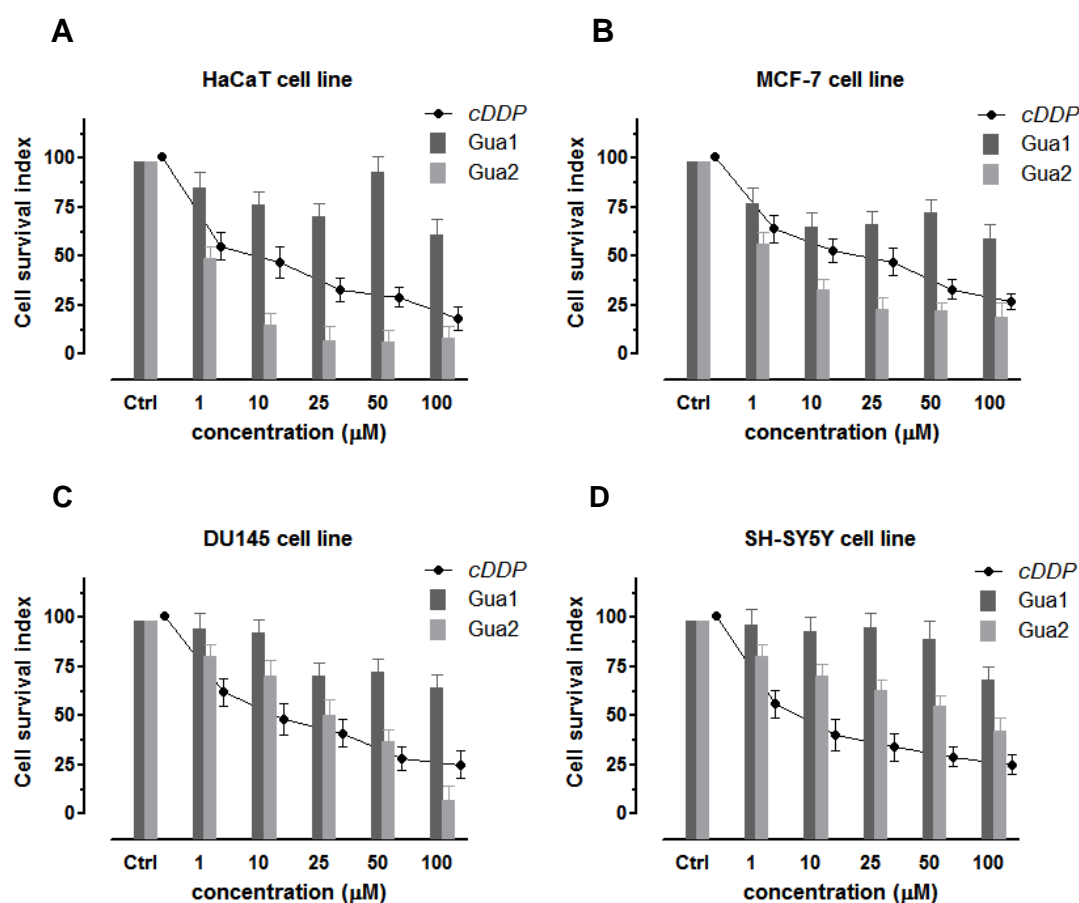 A
HaCaT cell line
cDDP
Gua1
Gua2
Cell survival index
100
75
50
25
0
Ctrl 1 10 25 50 100
concentration (µM)
B
MCF-7 cell line
cDDP
Gua1
Gua2
Cell survival index
100
75
50
25
0
Ctrl 1 10 25 50 100
concentration (µM)
C
DU145 cell line
cDDP
Gua1
Gua2
Cell survival index
100
75
50
25
0
Ctrl 1 10 25 50 100
concentration (µM)
D
SH-SY5Y cell line
cDDP
Gua1
Gua2
Cell survival index
100
75
50
25
0
Ctrl 1 10 25 50 100
concentration (µM)